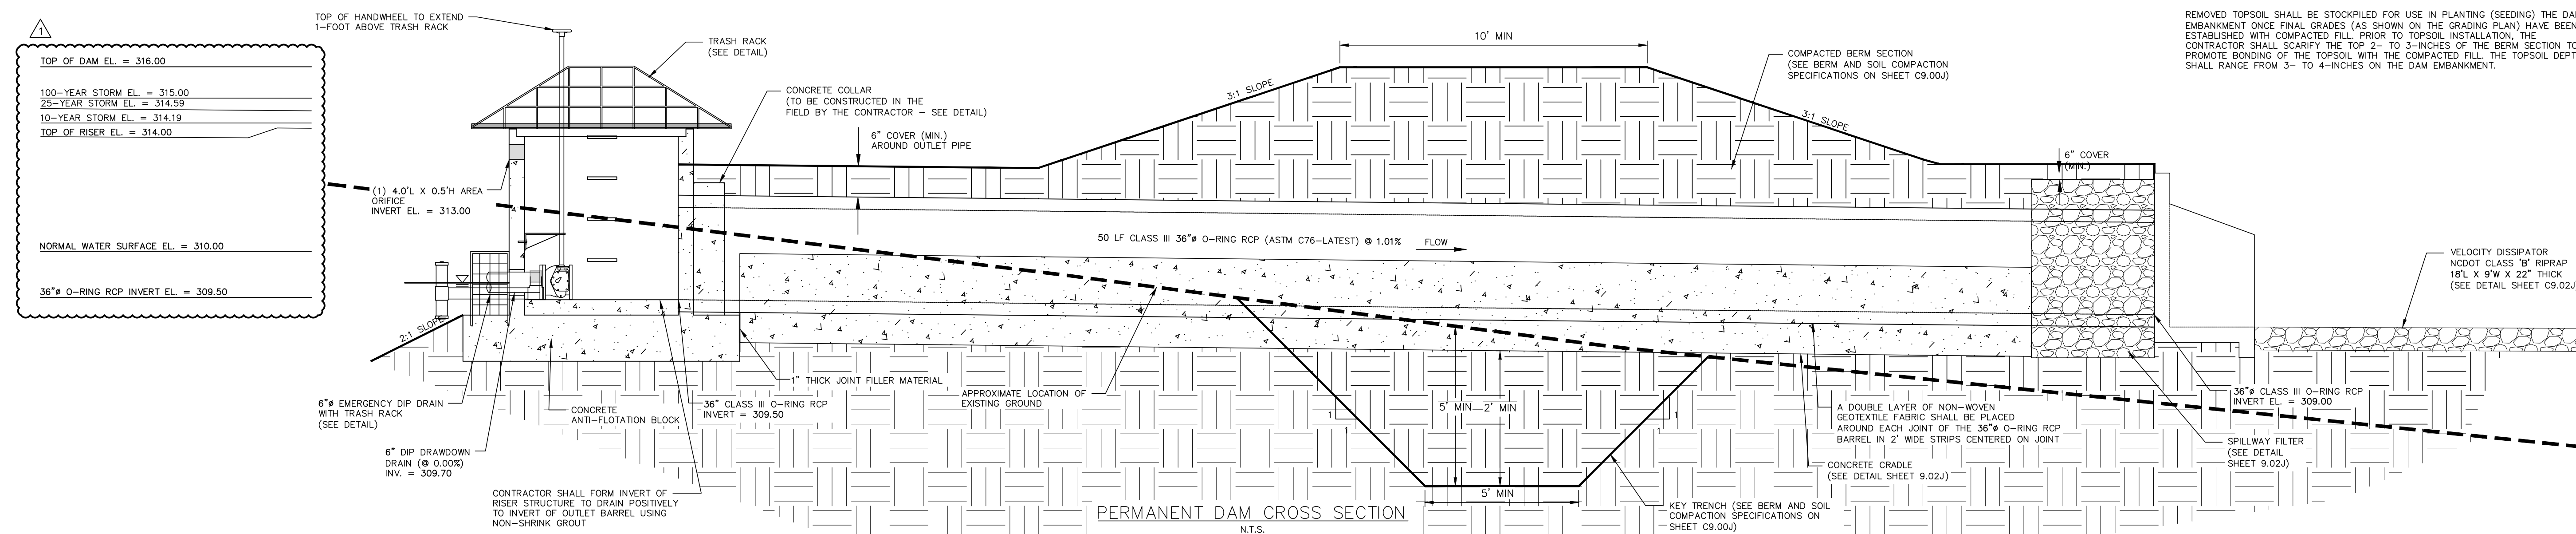 1
TOP OF DAM EL. = 316.00
100-YEAR STORM EL. = 315.00
25-YEAR STORM EL. = 314.59
10-YEAR STORM EL. = 314.19
TOP OF RISER EL. = 314.00
NORMAL WATER SURFACE EL. = 310.00
36"ø O-RING RCP INVERT EL. = 309.50
TOP OF HANDWHEEL TO EXTEND
1-FOOT ABOVE TRASH RACK
TRASH RACK
(SEE DETAIL)
CONCRETE COLLAR
(TO BE CONSTRUCTED IN THE
FIELD BY THE CONTRACTOR - SEE DETAIL)
6" COVER (MIN.)
AROUND OUTLET PIPE
(1) 4.0'L X 0.5'H AREA
ORIFICE
INVERT EL. = 313.00
3:1 SLOPE
10' MIN
COMPACTED BERM SECTION
(SEE BERM AND SOIL COMPACTION
SPECIFICATIONS ON SHEET C9.00J)
3:1 SLOPE
6" COVER
(MIN.)
REMOVED TOPSOIL SHALL BE STOCKPILED FOR USE IN PLANTING (SEEDING) THE DA
EMBANKMENT ONCE FINAL GRADES (AS SHOWN ON THE GRADING PLAN) HAVE BEEN
ESTABLISHED WITH COMPACTED FILL. PRIOR TO TOPSOIL INSTALLATION, THE
CONTRACTOR SHALL SCARIFY THE TOP 2- TO 3-INCHES OF THE BERM SECTION TO
PROMOTE BONDING OF THE TOPSOIL WITH THE COMPACTED FILL. THE TOPSOIL DEPT
SHALL RANGE FROM 3- TO 4-INCHES ON THE DAM EMBANKMENT.
50 LF CLASS III 36"ø O-RING RCP (ASTM C76-LATEST) @ 1.01%
FLOW
VELOCITY DISSIPATOR
NCDOT CLASS 'B' RIPRAP
18'L X 9'W X 22" THICK
(SEE DETAIL SHEET C9.02J
2:1 SLOPE
6"ø EMERGENCY DIP DRAIN
WITH TRASH RACK
(SEE DETAIL)
6" DIP DRAWDOWN
DRAIN (@ 0.00%)
INV. = 309.70
CONCRETE
ANTI-FLOTATION BLOCK
CONTRACTOR SHALL FORM INVERT OF
RISER STRUCTURE TO DRAIN POSITIVELY
TO INVERT OF OUTLET BARREL USING
NON-SHRINK GROUT
36" CLASS III O-RING RCP
INVERT = 309.50
1" THICK JOINT FILLER MATERIAL
APPROXIMATE LOCATION OF
EXISTING GROUND
1
1
5' MIN
2' MIN
1
1
5' MIN
A DOUBLE LAYER OF NON-WOVEN
GEOTEXTILE FABRIC SHALL BE PLACED
AROUND EACH JOINT OF THE 36"ø O-RING RCP
BARREL IN 2' WIDE STRIPS CENTERED ON JOINT
CONCRETE CRADLE
(SEE DETAIL SHEET 9.02J)
KEY TRENCH (SEE BERM AND SOIL
COMPACTION SPECIFICATIONS ON
SHEET C9.00J)
36"ø CLASS III O-RING RCP
INVERT EL. = 309.00
SPILLWAY FILTER
(SEE DETAIL
SHEET 9.02J)
PERMANENT DAM CROSS SECTION
N.T.S.